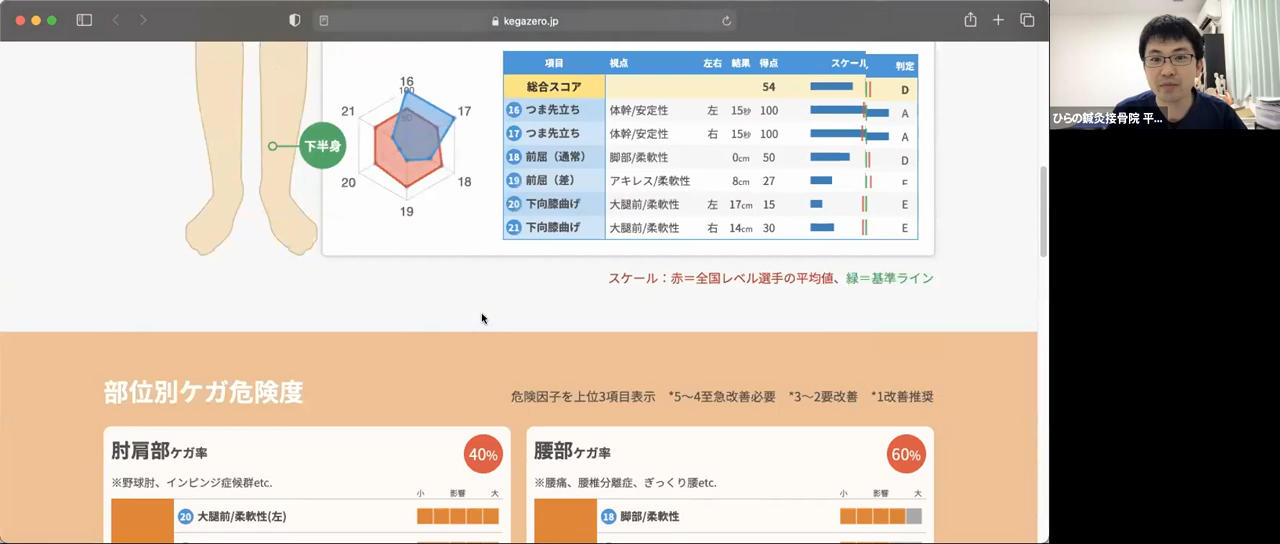 kegazero.jp
項目 視点 左右 結果 得点 スケール 判定
総合スコア 54 D
16 つま先立ち 体幹/安定性 左 15秒 100 A
17 つま先立ち 体幹/安定性 右 15秒 100 A
18 前屈（通常） 脚部/柔軟性 0cm 50 D
19 前屈（差） アキレス/柔軟性 8cm 27
20 下向膝曲げ 大腿前/柔軟性 左 17cm 15 E
21 下向膝曲げ 大腿前/柔軟性 右 14cm 30 E
16
100
50
21 17
下半身
20 18
19
スケール：赤＝全国レベル選手の平均値、緑＝基準ライン
部位別ケガ危険度
危険因子を上位3項目表示 *5〜4至急改善必要 *3〜2要改善 *1改善推奨
肘肩部ケガ率 40%
※野球肘、インピンジ症候群etc.
小 影響 大
20 大腿前/柔軟性(左)
腰部ケガ率 60%
※腰痛、腰椎分離症、ぎっくり腰etc.
小 影響 大
18 脚部/柔軟性
ひらの鍼灸接骨院 平...